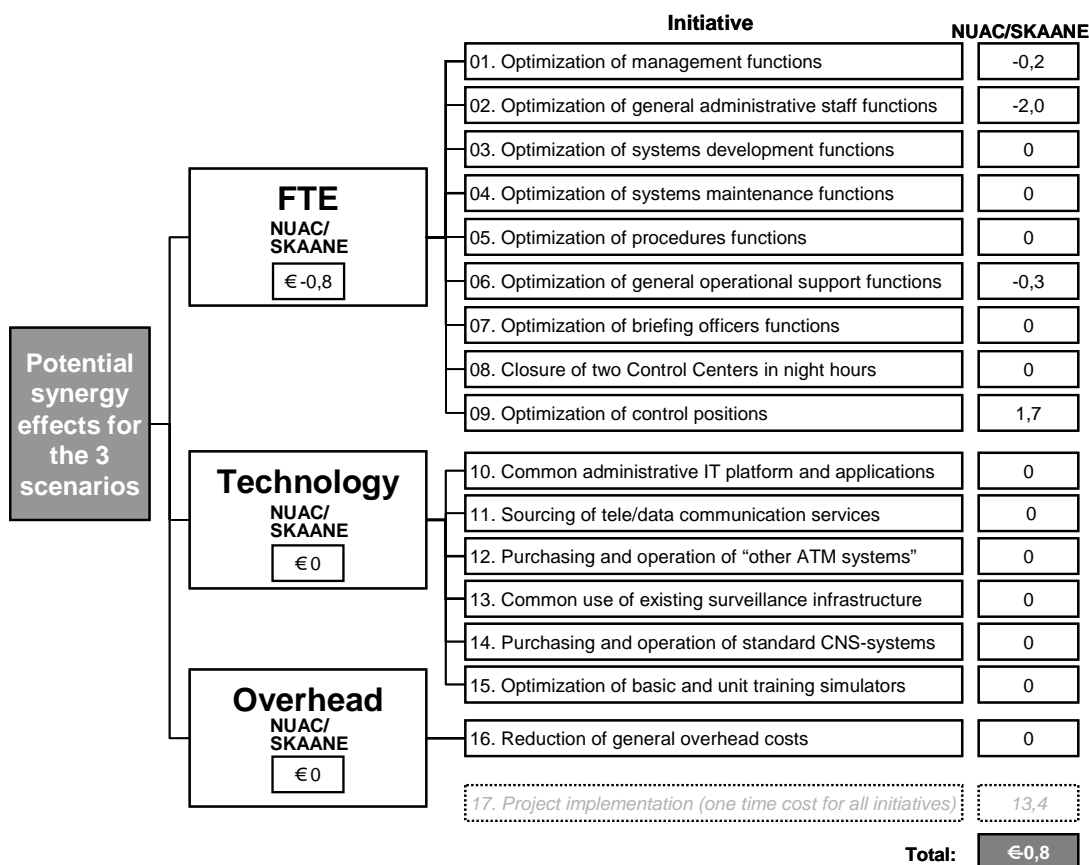 Initiative
NUAC/SKAANE
01. Optimization of management functions
-0,2
02. Optimization of general administrative staff functions
-2,0
03. Optimization of systems development functions
0
04. Optimization of systems maintenance functions
0
05. Optimization of procedures functions
0
06. Optimization of general operational support functions
-0,3
07. Optimization of briefing officers functions
0
08. Closure of two Control Centers in night hours
0
09. Optimization of control positions
1,7
FTE
NUAC/
SKAANE
€-0,8
Potential
synergy
effects for
the 3
scenarios
Technology
NUAC/
SKAANE
€0
10. Common administrative IT platform and applications
0
11. Sourcing of tele/data communication services
0
12. Purchasing and operation of “other ATM systems”
0
13. Common use of existing surveillance infrastructure
0
14. Purchasing and operation of standard CNS-systems
0
15. Optimization of basic and unit training simulators
0
Overhead
NUAC/
SKAANE
€0
16. Reduction of general overhead costs
0
17. Project implementation (one time cost for all initiatives)
13,4
Total:
€-0,8